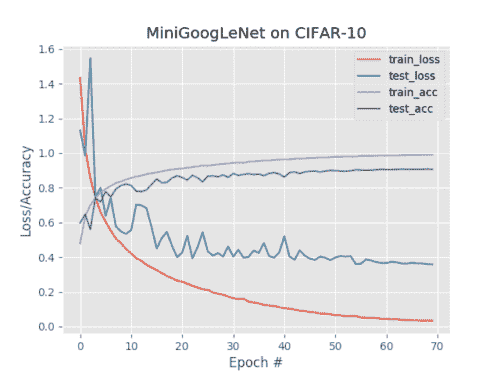 MiniGoogLeNet on CIFAR-10
train_loss
test_loss
train_acc
test_acc
1.6
1.4
1.2
1.0
0.8
0.6
0.4
0.2
0.0
Loss/Accuracy
0 10 20 30 40 50 60 70
Epoch #